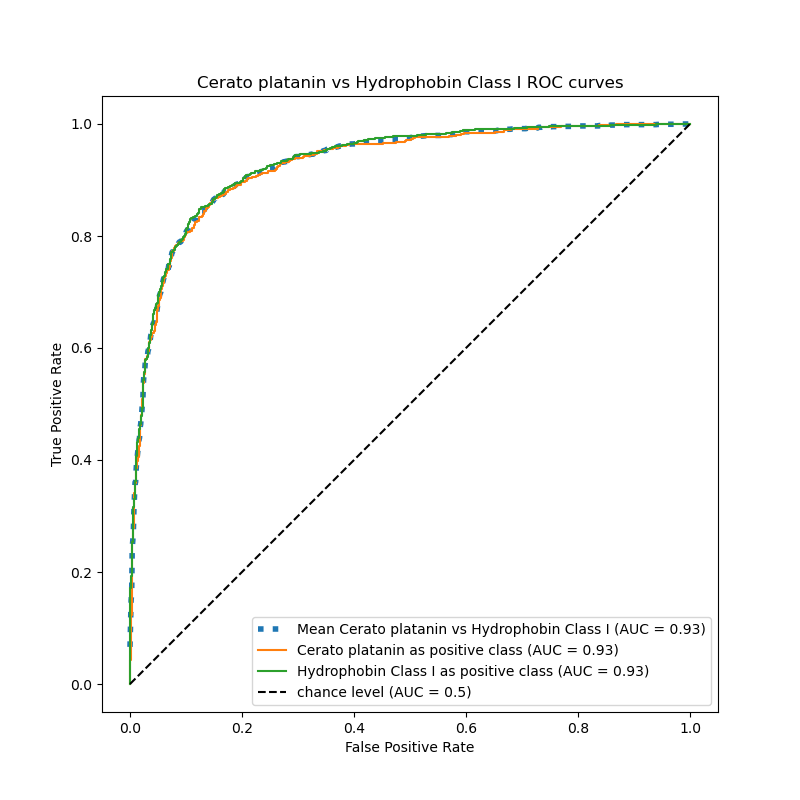 Cerato platanin vs Hydrophobin Class I ROC curves
True Positive Rate
1.0
0.8
0.6
0.4
0.2
0.0
Mean Cerato platanin vs Hydrophobin Class I (AUC = 0.93)
Cerato platanin as positive class (AUC = 0.93)
Hydrophobin Class I as positive class (AUC = 0.93)
chance level (AUC = 0.5)
0.0 0.2 0.4 0.6 0.8 1.0
False Positive Rate